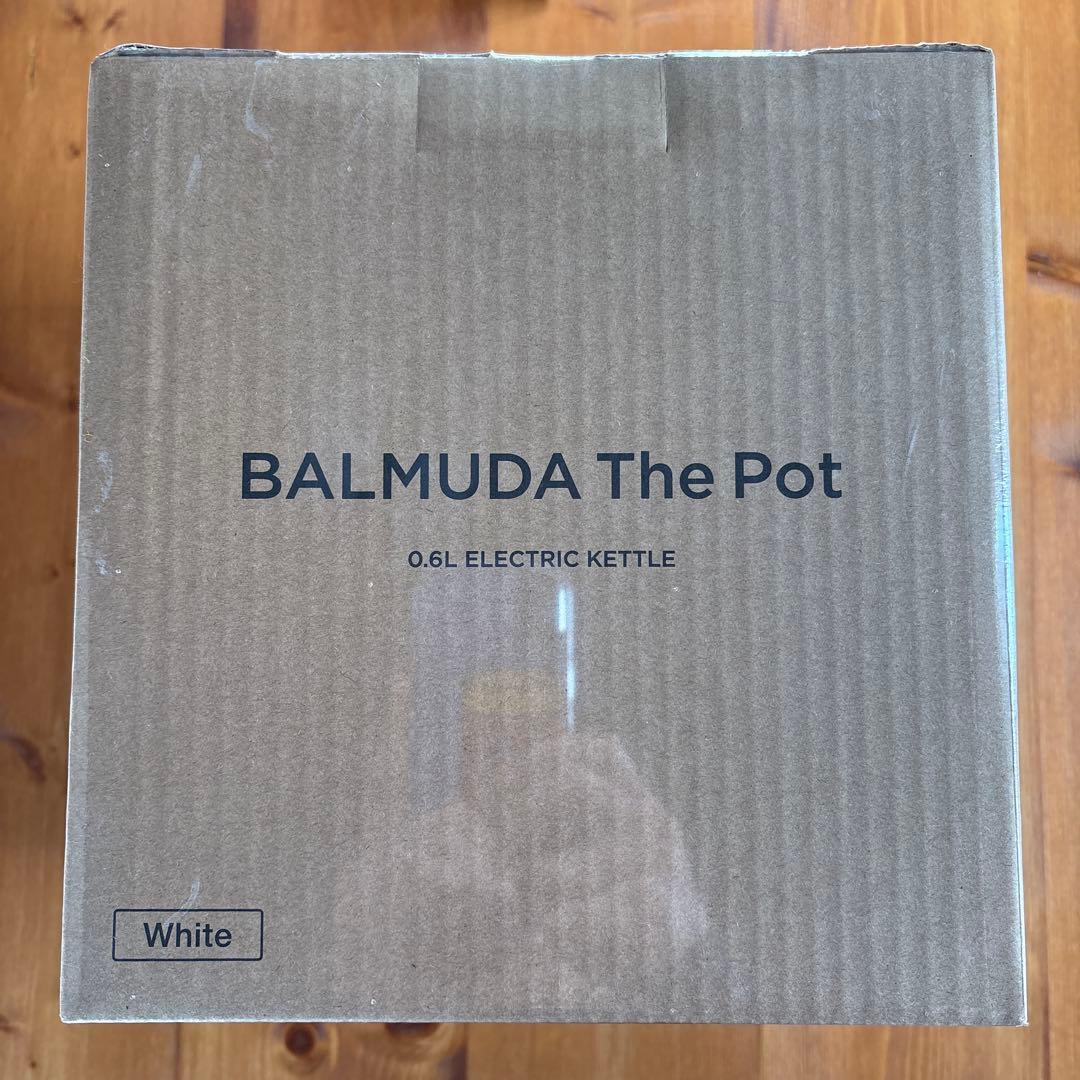 BALMUDA The Pot
0.6L ELECTRIC KETTLE
White